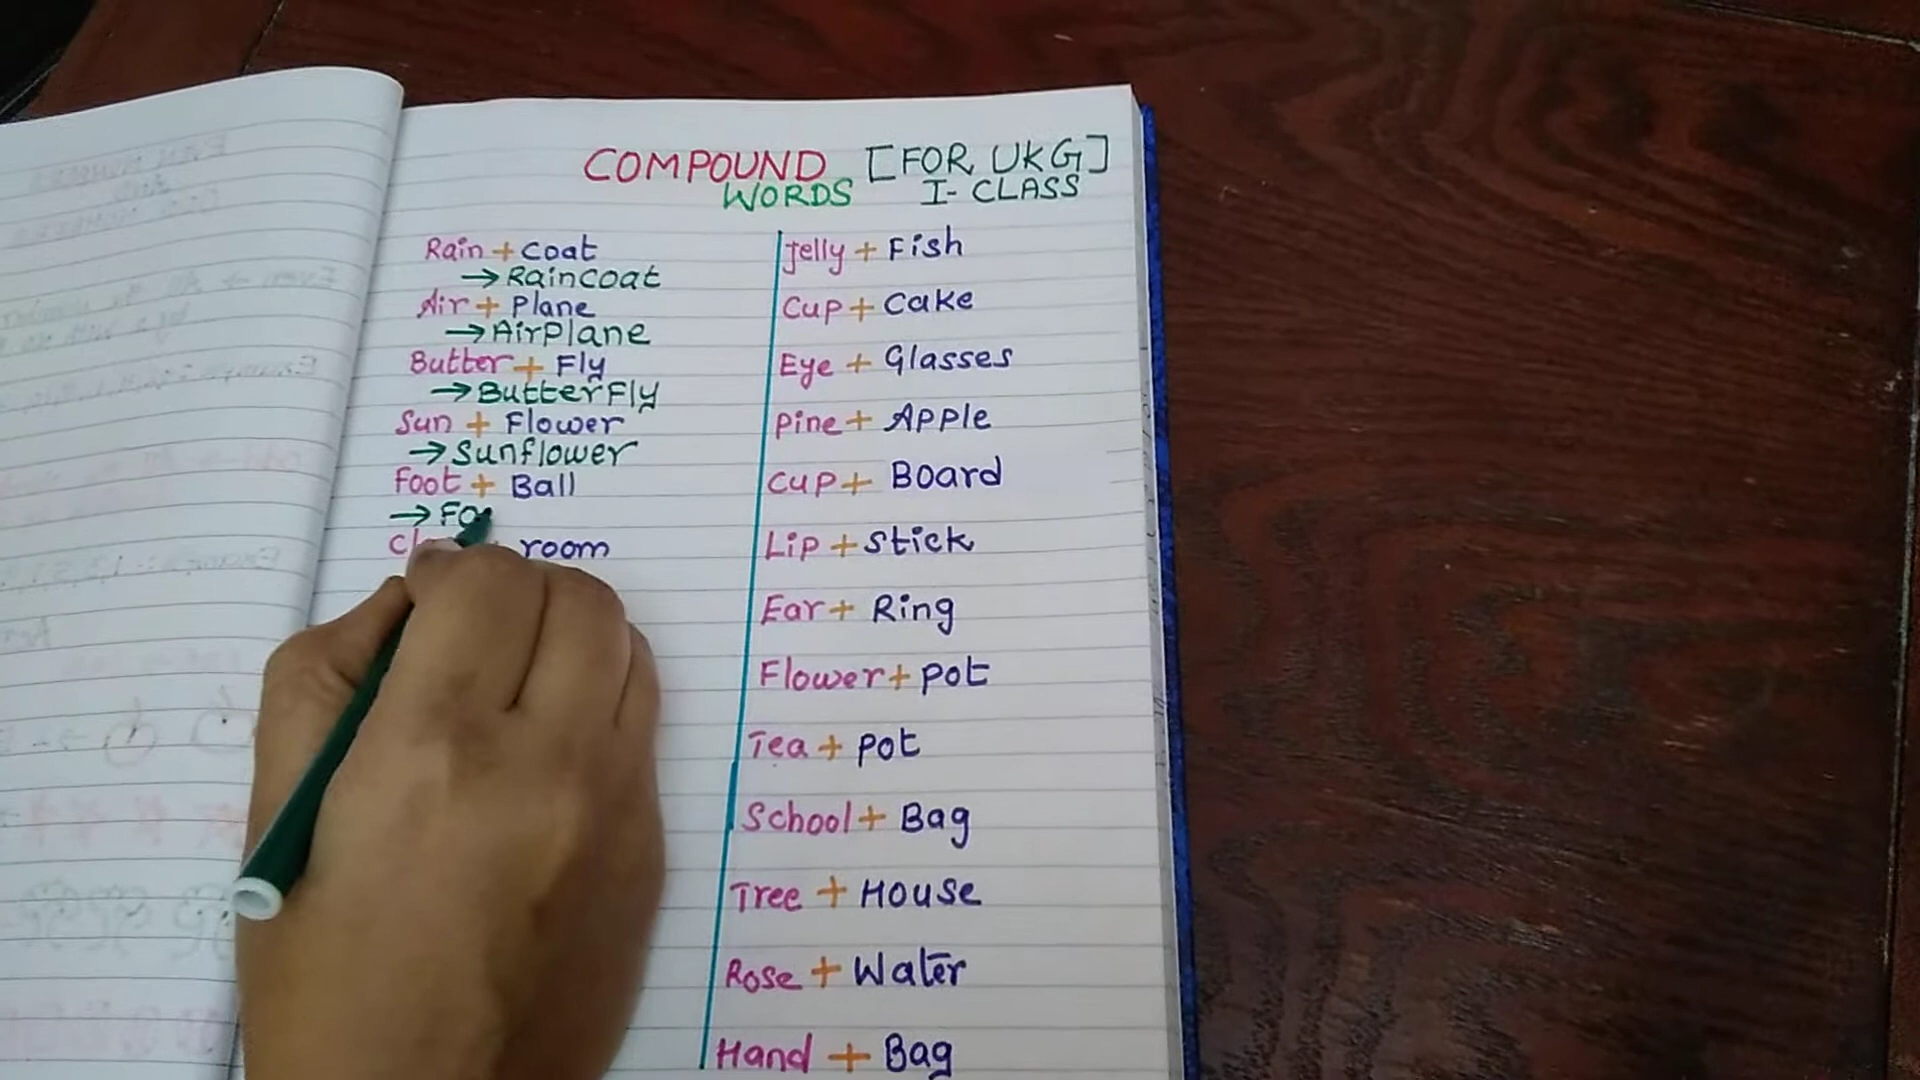 COMPOUND [FOR UKG]
WORDS I-CLASS
Rain + Coat
→ Raincoat
Air + Plane
→ AirPlane
Butter + Fly
→ ButterFly
Sun + Flower
→ Sunflower
Foot + Ball
→ Fo
room
Jelly + Fish
Cup + Cake
Eye + Glasses
Pine + Apple
Cup + Board
Lip + Stick
Ear + Ring
Flower + Pot
Tea + Pot
School + Bag
Tree + House
Rose + Water
Hand + Bag